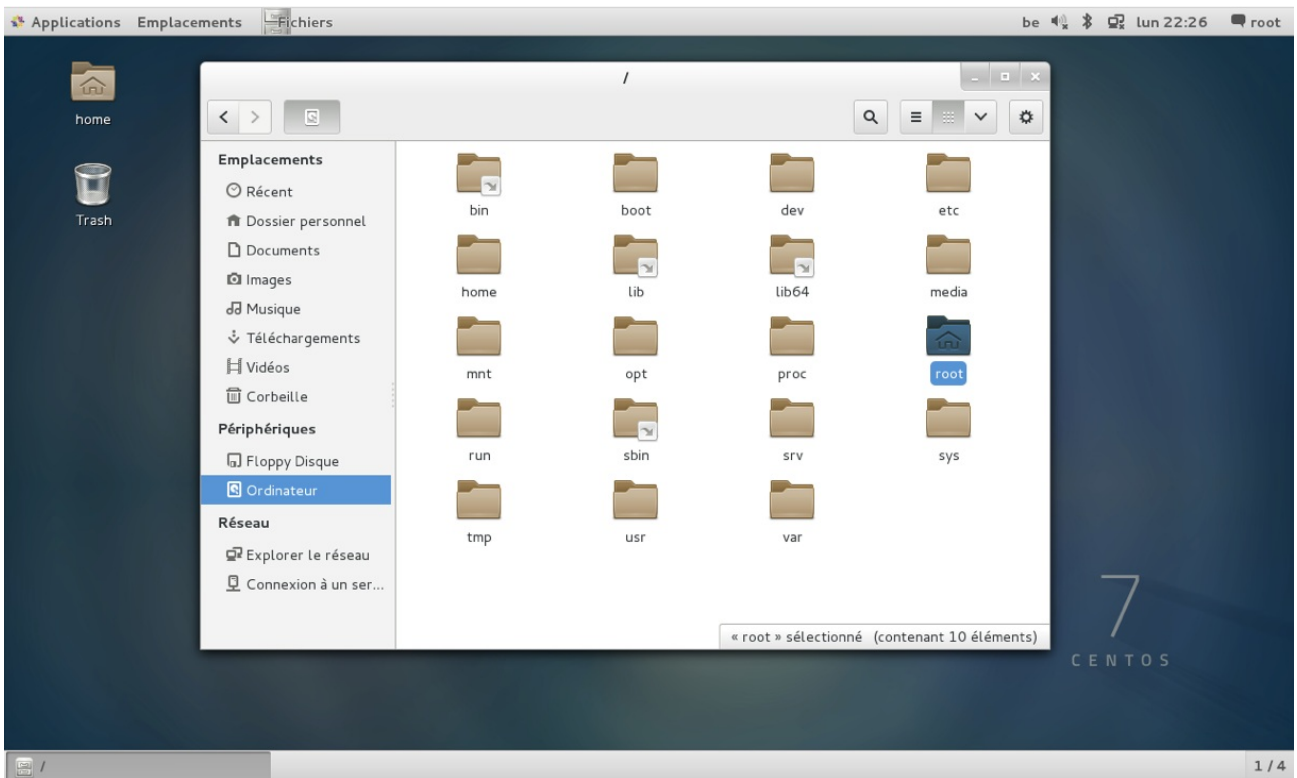 Applications Emplacements Fichiers be lun 22:26 root
home
Trash
/
Emplacements
Récent
Dossier personnel
Documents
Images
Musique
Téléchargements
Vidéos
Corbeille
Périphériques
Floppy Disque
Ordinateur
Réseau
Explorer le réseau
Connexion à un ser...
bin boot dev etc
home lib lib64 media
mnt opt proc root
run sbin srv sys
tmp usr var
« root » sélectionné (contenant 10 éléments)
7
CENTOS
/ 1 / 4